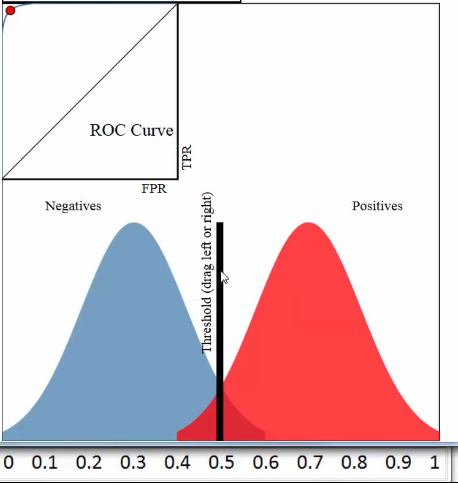 ROC Curve
TPR
FPR
Negatives
Positives
Threshold (drag left or right)
0 0.1 0.2 0.3 0.4 0.5 0.6 0.7 0.8 0.9 1